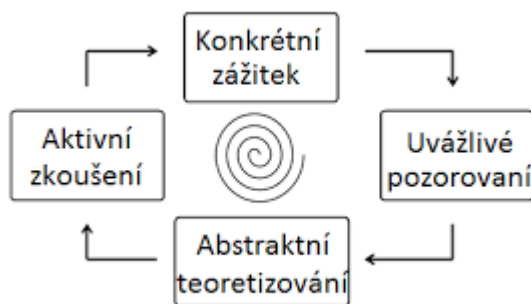 Konkrétní
zážitek
Uvážlivé
pozorovaní
Abstraktní
teoretizování
Aktivní
zkoušení